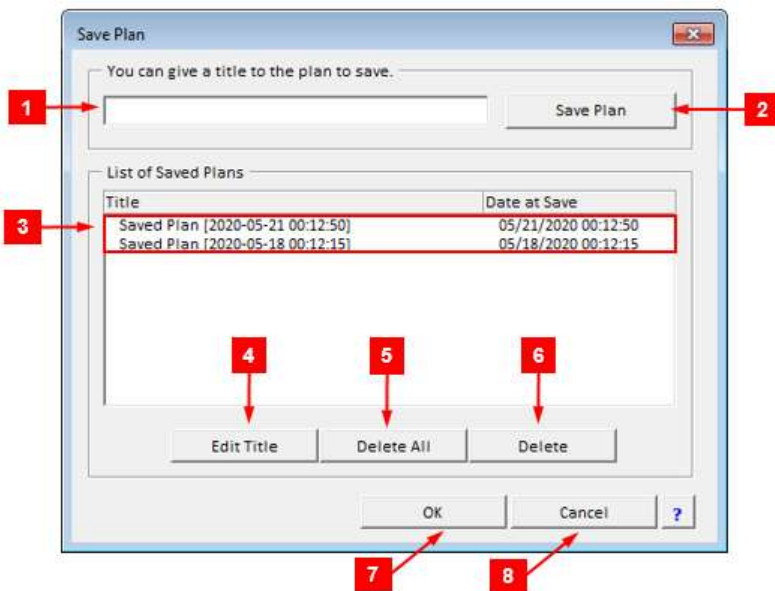 Save Plan
You can give a title to the plan to save.
1
Save Plan
2
List of Saved Plans
Title Date at Save
3
Saved Plan [2020-05-21 00:12:50] 05/21/2020 00:12:50
Saved Plan [2020-05-18 00:12:15] 05/18/2020 00:12:15
4 5 6
Edit Title Delete All Delete
OK Cancel ?
7 8